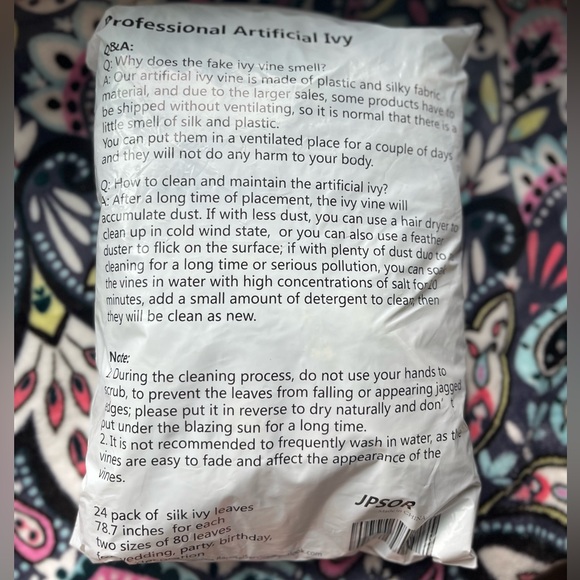 Professional Artificial Ivy
Q&A:
Q: Why does the fake ivy vine smell?
A: Our artificial ivy vine is made of plastic and silky fabric
material, and due to the larger sales, some products have to
be shipped without ventilating, so it is normal that there is a
little smell of silk and plastic.
You can put them in a ventilated place for a couple of days
and they will not do any harm to your body.
Q: How to clean and maintain the artificial ivy?
A: After a long time of placement, the ivy vine will
accumulate dust. If with less dust, you can use a hair dryer to
clean up in cold wind state, or you can also use a feather
duster to flick on the surface; if with plenty of dust duo to
cleaning for a long time or serious pollution, you can soa
the vines in water with high concentrations of salt for 20
minutes, add a small amount of detergent to clean, then
they will be clean as new.
Note:
2.During the cleaning process, do not use your hands to
scrub, to prevent the leaves from falling or appearing jagged
edges; please put it in reverse to dry naturally and don't
put under the blazing sun for a long time.
2.It is not recommended to frequently wash in water, as the
vines are easy to fade and affect the appearance of the
vines.
24 pack of silk ivy leaves
78.7 inches for each
two sizes of 80 leaves
for wedding, party, birthday,
JPSOR